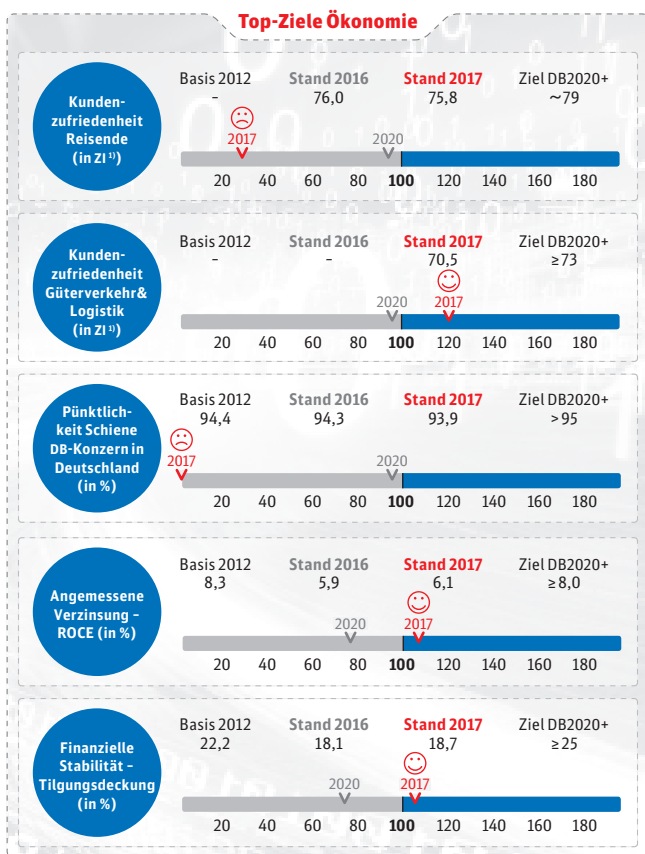 Top-Ziele Ökonomie
Kunden-
zufriedenheit
Reisende
(in ZI ¹⁾)
Basis 2012 Stand 2016 Stand 2017 Ziel DB2020+
– 76,0 75,8 ~79
2017 2020
20 40 60 80 100 120 140 160 180
Kunden-
zufriedenheit
Güterverkehr&
Logistik
(in ZI ¹⁾)
Basis 2012 Stand 2016 Stand 2017 Ziel DB2020+
– – 70,5 ≥73
2020 2017
20 40 60 80 100 120 140 160 180
Pünktlich-
keit Schiene
DB-Konzern in
Deutschland
(in %)
Basis 2012 Stand 2016 Stand 2017 Ziel DB2020+
94,4 94,3 93,9 >95
2017 2020
20 40 60 80 100 120 140 160 180
Angemessene
Verzinsung –
ROCE (in %)
Basis 2012 Stand 2016 Stand 2017 Ziel DB2020+
8,3 5,9 6,1 ≥8,0
2020 2017
20 40 60 80 100 120 140 160 180
Finanzielle
Stabilität –
Tilgungsdeckung
(in %)
Basis 2012 Stand 2016 Stand 2017 Ziel DB2020+
22,2 18,1 18,7 ≥25
2020 2017
20 40 60 80 100 120 140 160 180